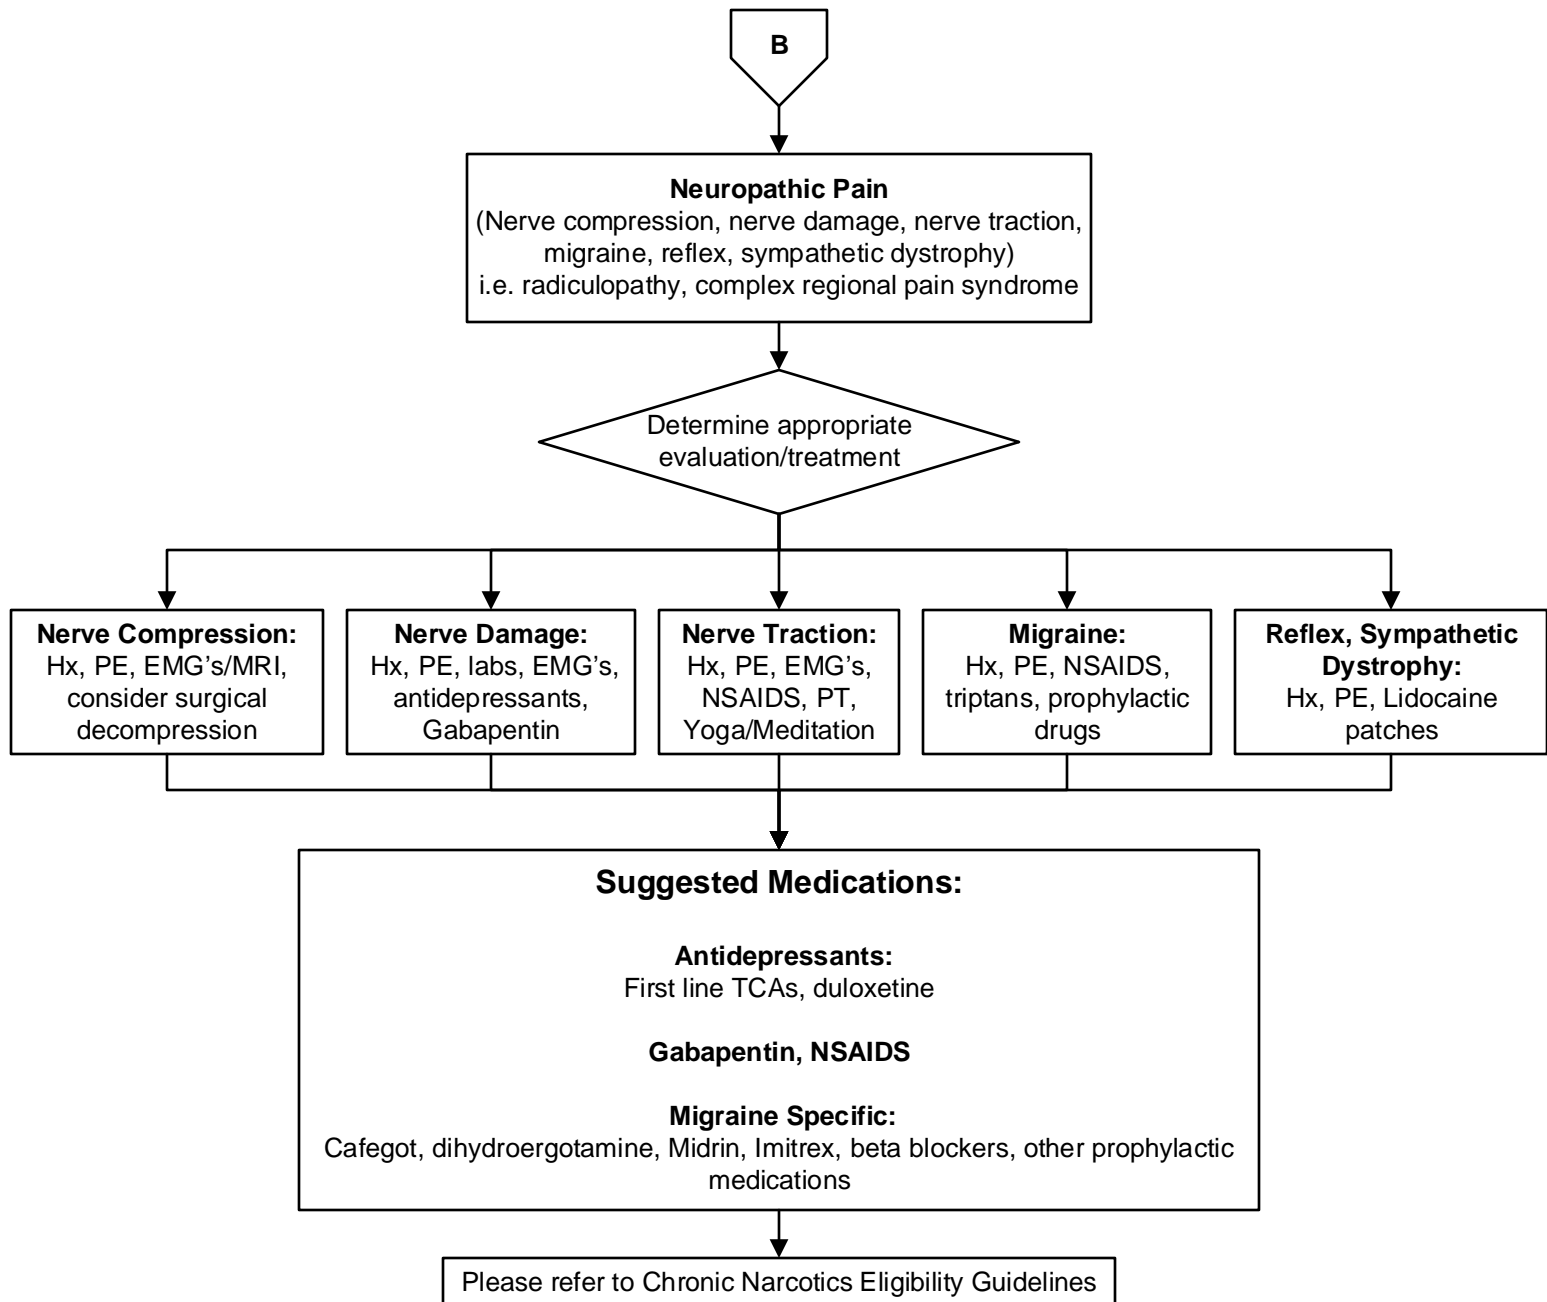 B
Neuropathic Pain
(Nerve compression, nerve damage, nerve traction,
migraine, reflex, sympathetic dystrophy)
i.e. radiculopathy, complex regional pain syndrome
Determine appropriate
evaluation/treatment
Nerve Compression:
Hx, PE, EMG’s/MRI,
consider surgical
decompression
Nerve Damage:
Hx, PE, labs, EMG’s,
antidepressants,
Gabapentin
Nerve Traction:
Hx, PE, EMG’s,
NSAIDS, PT,
Yoga/Meditation
Migraine:
Hx, PE, NSAIDS,
triptans, prophylactic
drugs
Reflex, Sympathetic
Dystrophy:
Hx, PE, Lidocaine
patches
Suggested Medications:
Antidepressants:
First line TCAs, duloxetine
Gabapentin, NSAIDS
Migraine Specific:
Cafegot, dihydroergotamine, Midrin, Imitrex, beta blockers, other prophylactic
medications
Please refer to Chronic Narcotics Eligibility Guidelines